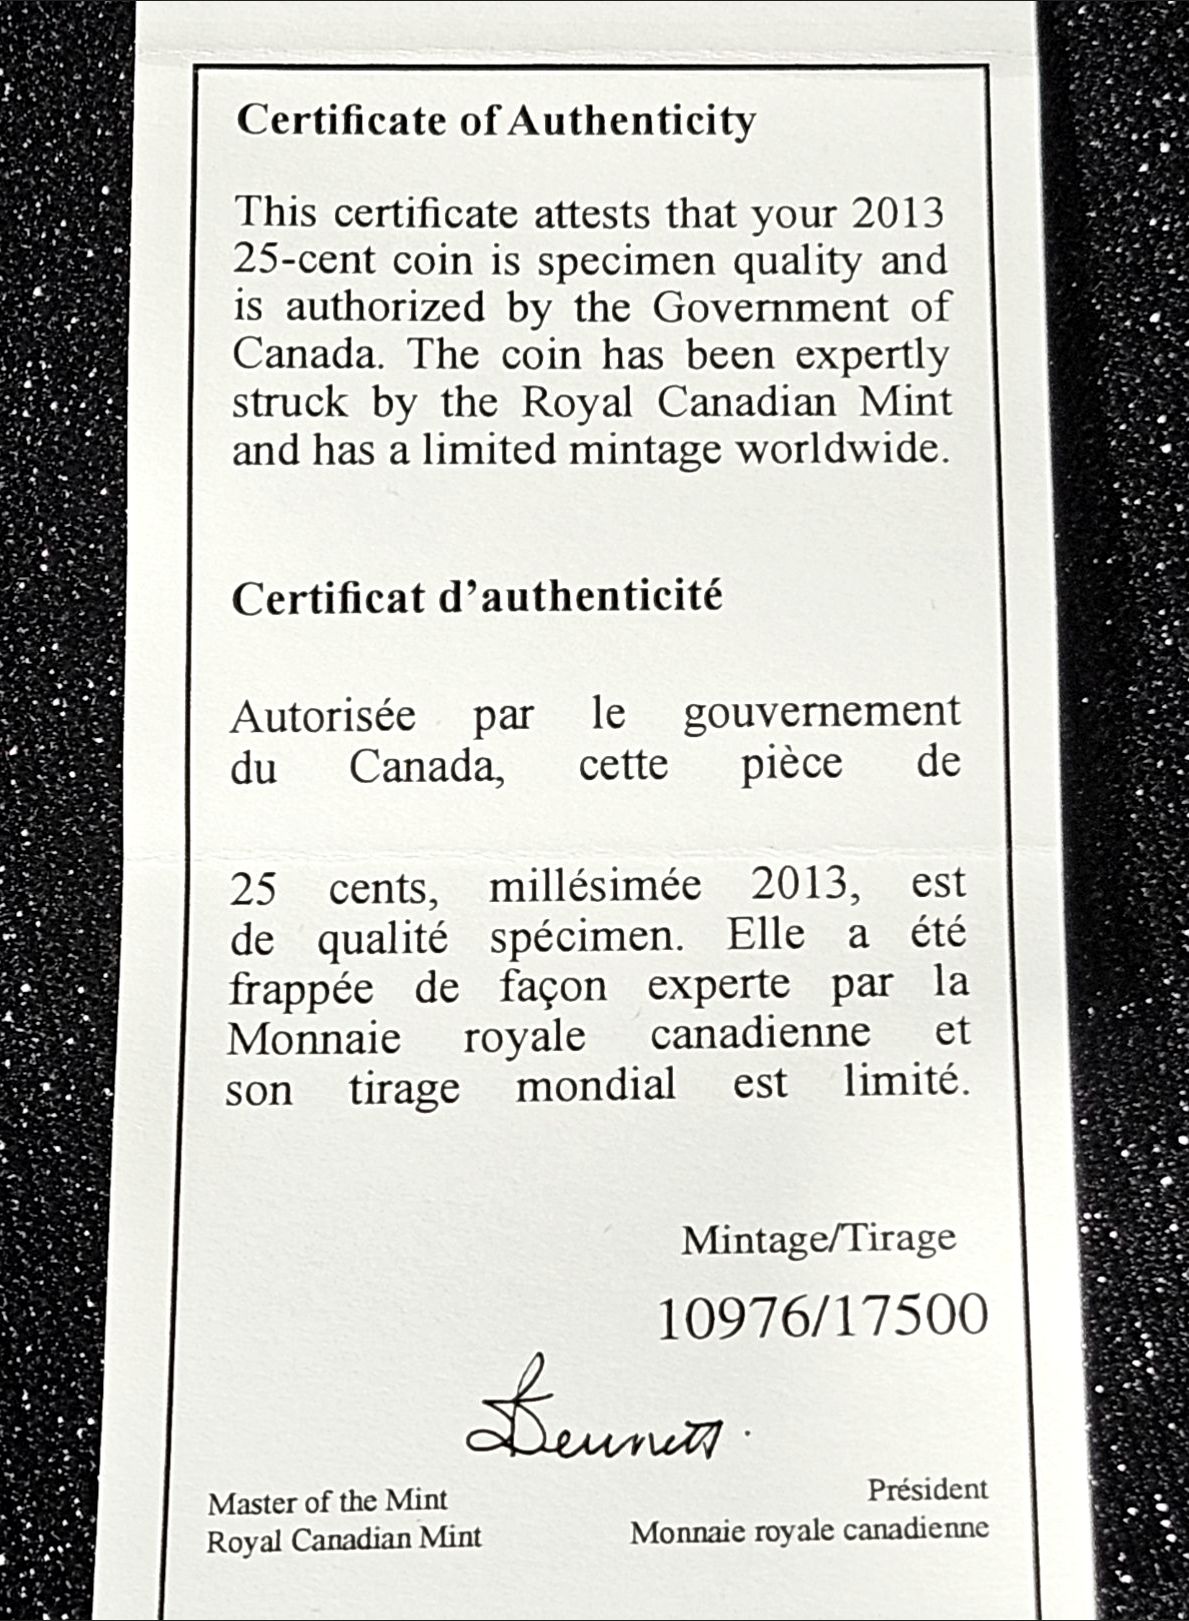 Certificate of Authenticity
This certificate attests that your 2013
25-cent coin is specimen quality and
is authorized by the Government of
Canada. The coin has been expertly
struck by the Royal Canadian Mint
and has a limited mintage worldwide.
Certificat d'authenticité
Autorisée par le gouvernement
du Canada, cette pièce de
25 cents, millésimée 2013, est
de qualité spécimen. Elle a été
frappée de façon experte par la
Monnaie royale canadienne et
son tirage mondial est limité.
Mintage/Tirage
10976/17500
Bennett
Master of the Mint
Royal Canadian Mint
Président
Monnaie royale canadienne